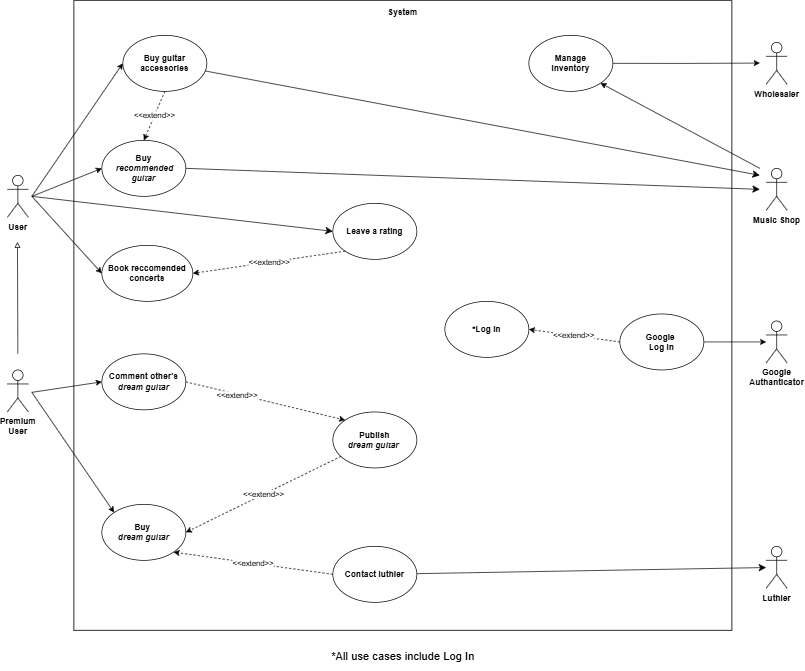 System
Buy guitar
accessories
Manage
Inventory
Wholesaler
<<extend>>
Buy
recommended
guitar
User
Music Shop
Leave a rating
<<extend>>
Book reccomended
concerts
*Log In
<<extend>>
Google
Log In
Google
Authanticator
Comment other's
dream guitar
<<extend>>
Premium
User
Publish
dream guitar
<<extend>>
Buy
dream guitar
<<extend>>
Contact luthier
Luthier
*All use cases include Log In